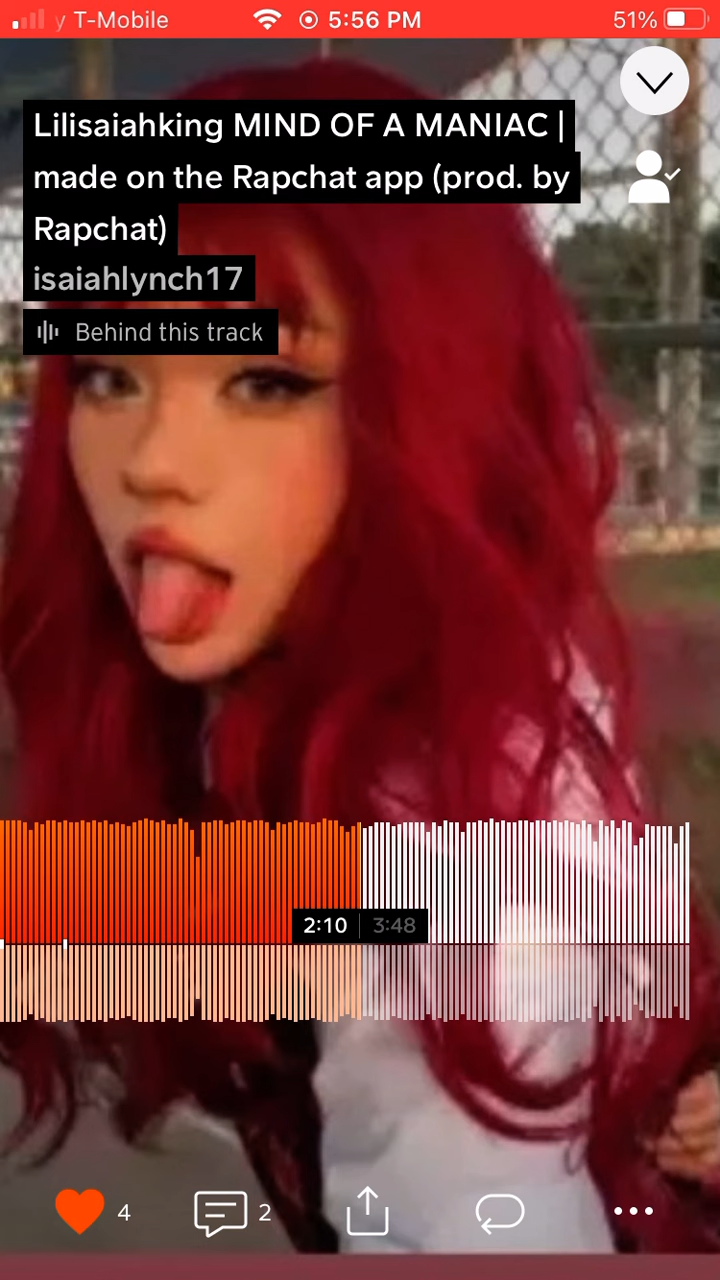 y T-Mobile 5:56 PM 51%
Lilisaiahking MIND OF A MANIAC |
made on the Rapchat app (prod. by
Rapchat)
isaiahlynch17
Behind this track
2:10 3:48
4 2